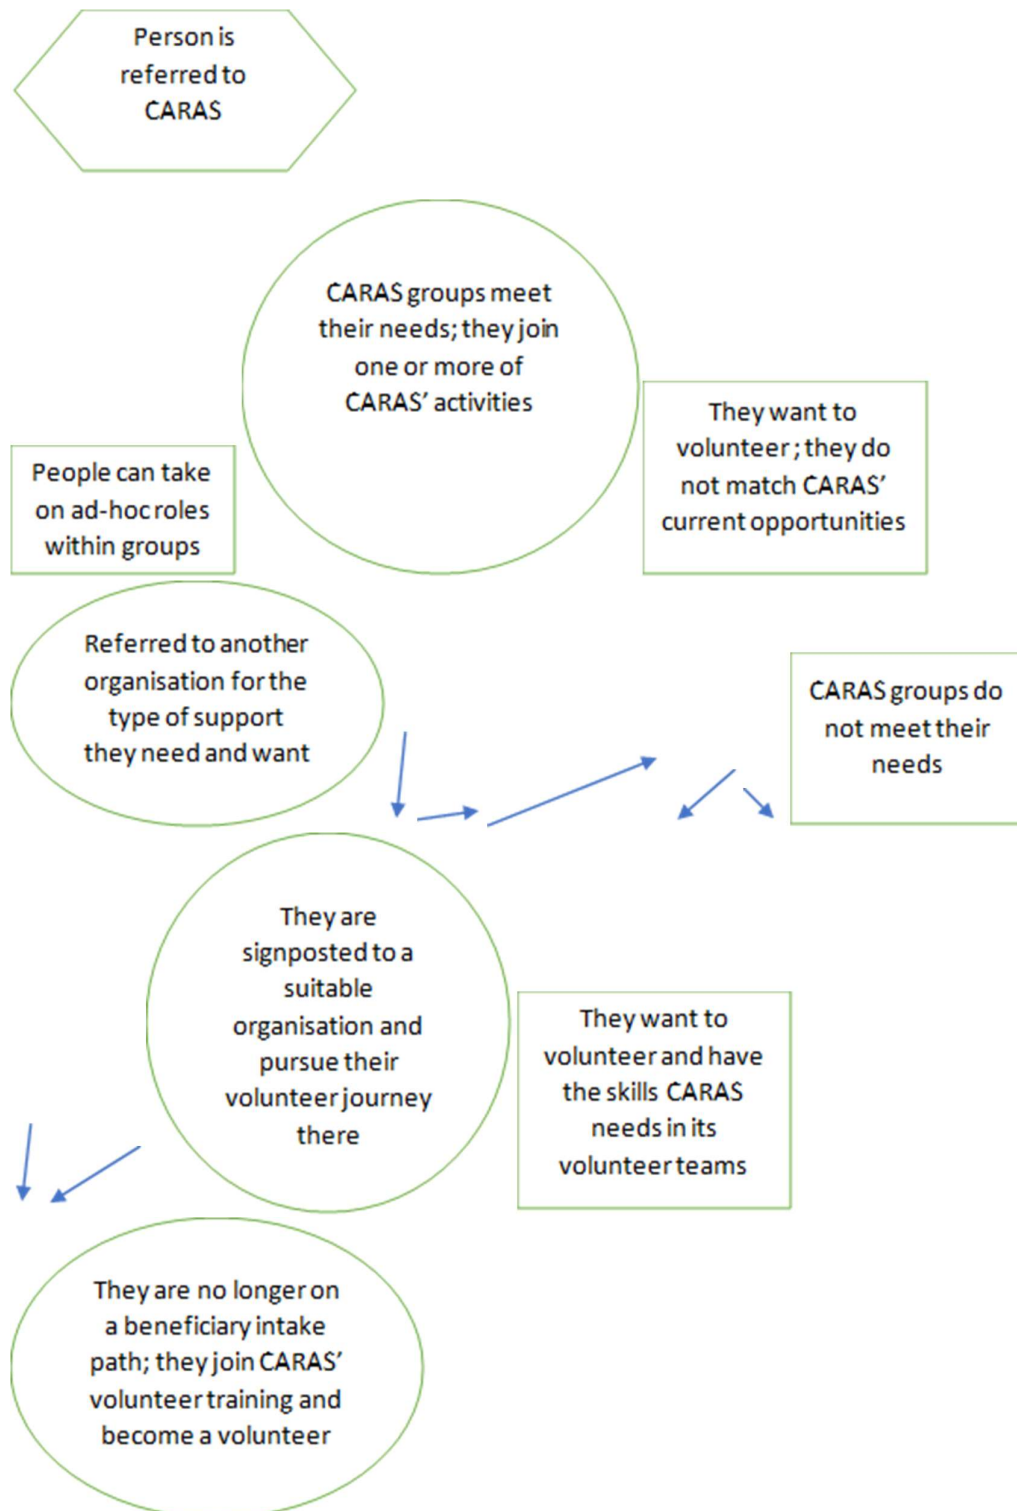 Person is
referred to
CARAS
CARAS groups meet
their needs; they join
one or more of
CARAS' activities
They want to
volunteer ; they do
not match CARAS'
current opportunities
People can take
on ad-hoc roles
within groups
Referred to another
organisation for the
type of support
they need and want
CARAS groups do
not meet their
needs
They are
signposted to a
suitable
organisation and
pursue their
volunteer journey
there
They want to
volunteer and have
the skills CARAS
needs in its
volunteer teams
They are no longer on
a beneficiary intake
path; they join CARAS'
volunteer training and
become a volunteer